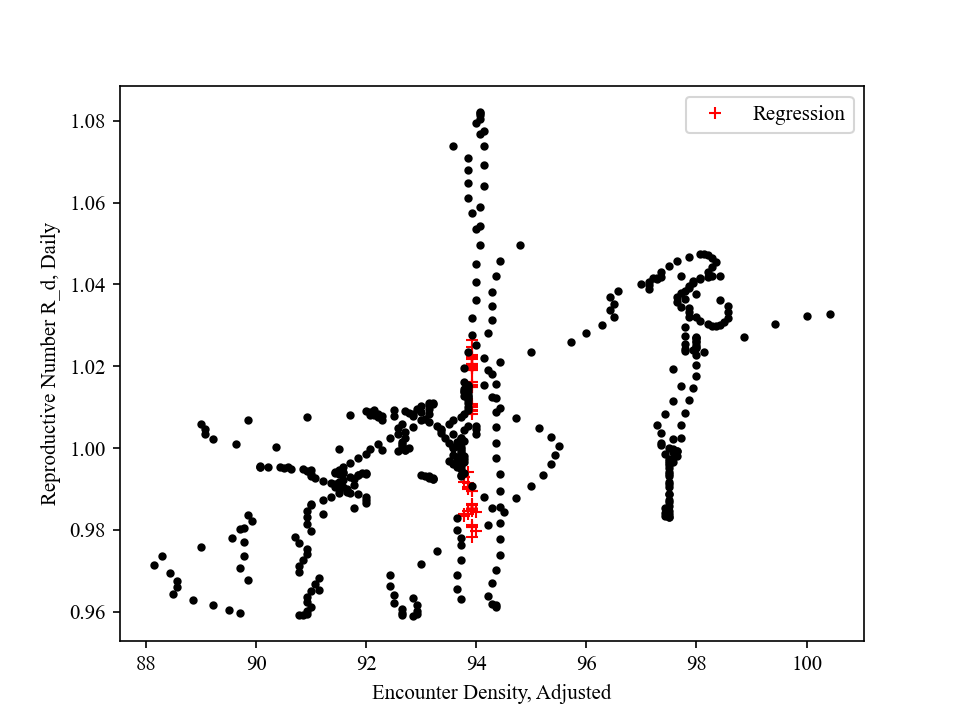 Regression
1.08
1.06
1.04
1.02
1.00
0.98
0.96
Reproductive Number R_d, Daily
88 90 92 94 96 98 100
Encounter Density, Adjusted